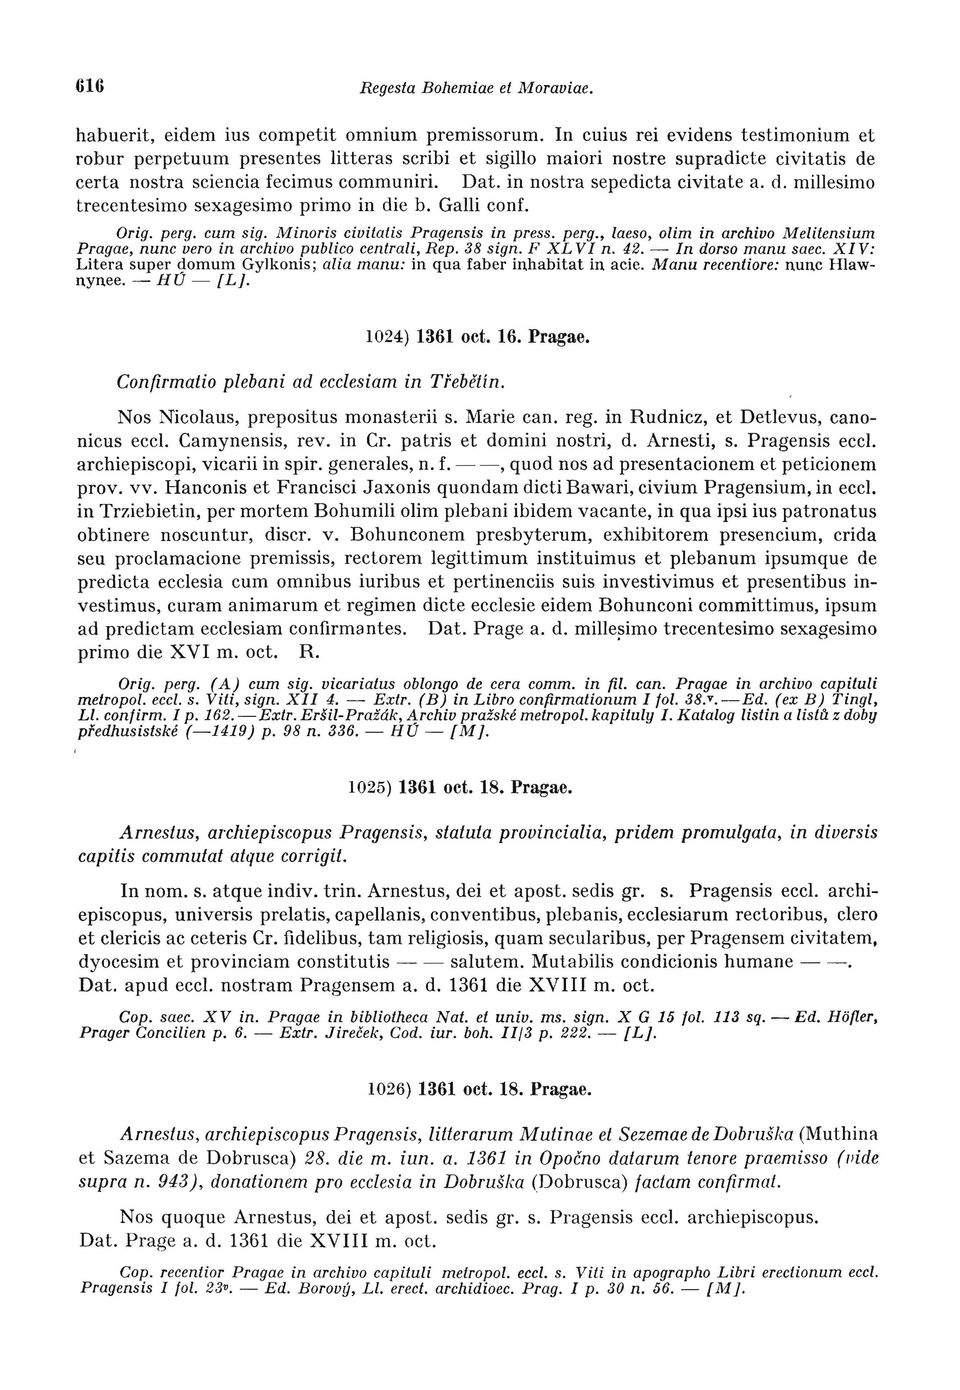 616
Regesta Bohemiae et Moraviae.
habuerit, eidem ius competit omnium premissorum. In cuius rei evidens testimonium et
robur perpetuum presentes litteras scribi et sigillo maiori nostre supradicte civitatis de
certa nostra sciencia fecimus communiri. Dat. in nostra sepedicta civitate a. d. millesimo
trecentesimo sexagesimo primo in die b. Galli conf.
Orig. perg. cum sig. Minoris civitatis Pragensis in press. perg., laeso, olim in archivo Melitensium
Pragae, nunc vero in archivo publico centrali, Rep. 38 sign. F XLVI n. 42. — In dorso manu saec. XIV:
Litera super domum Gylkonis; alia manu: in qua faber inhabitat in acie. Manu recentiore: nunc Hlaw-
nynee. — HÚ — [L].
1024) 1361 oct. 16. Pragae.
Confirmatio plebani ad ecclesiam in Třebětín.
Nos Nicolaus, prepositus monasterii s. Marie can. reg. in Rudnicz, et Detlevus, cano-
nicus eccl. Camynensis, rev. in Cr. patris et domini nostri, d. Arnesti, s. Pragensis eccl.
archiepiscopi, vicarii in spir. generales, n. f. — —, quod nos ad presentacionem et peticionem
prov. vv. Hanconis et Francisci Jaxonis quondam dicti Bawari, civium Pragensium, in eccl.
in Trziebietin, per mortem Bohumili olim plebani ibidem vacante, in qua ipsi ius patronatus
obtinere noscuntur, discr. v. Bohunconem presbyterum, exhibitorem presencium, crida
seu proclamacione premissis, rectorem legittimum instituimus et plebanum ipsumque de
predicta ecclesia cum omnibus iuribus et pertinenciis suis investivimus et presentibus in-
vestimus, curam animarum et regimen dicte ecclesie eidem Bohunconi committimus, ipsum
ad predictam ecclesiam confirmantes. Dat. Prage a. d. millesimo trecentesimo sexagesimo
primo die XVI m. oct. R.
Orig. perg. (A) cum sig. vicariatus oblongo de cera comm. in fil. can. Pragae in archivo capituli
metropol. eccl. s. Viti, sign. XII 4. — Extr. (B) in Libro confirmationum I fol. 38.v. — Ed. (ex B) Tingl,
Ll. confirm. I p. 162. — Extr. Eršil-Pražák, Archiv pražské metropol. kapituly I. Katalog listin a listů z doby
předhusistské (—1419) p. 98 n. 336. — HÚ — [M].
1025) 1361 oct. 18. Pragae.
Arnestus, archiepiscopus Pragensis, statuta provincialia, pridem promulgata, in diversis
capitis commutat atque corrigit.
In nom. s. atque indiv. trin. Arnestus, dei et apost. sedis gr. s. Pragensis eccl. archi-
episcopus, universis prelatis, capellanis, conventibus, plebanis, ecclesiarum rectoribus, clero
et clericis ac ceteris Cr. fidelibus, tam religiosis, quam secularibus, per Pragensem civitatem,
dyocesim et provinciam constitutis — — salutem. Mutabilis condicionis humane — —.
Dat. apud eccl. nostram Pragensem a. d. 1361 die XVIII m. oct.
Cop. saec. XV in. Pragae in bibliotheca Nat. et univ. ms. sign. X G 15 fol. 113 sq. — Ed. Höfler,
Prager Concilien p. 6. — Extr. Jireček, Cod. iur. boh. II/3 p. 222. — [L].
1026) 1361 oct. 18. Pragae.
Arnestus, archiepiscopus Pragensis, litterarum Mutinae et Sezemae de Dobruška (Muthina
et Sazema de Dobrusca) 28. die m. iun. a. 1361 in Opočno datarum tenore praemisso (vide
supra n. 943), donationem pro ecclesia in Dobruška (Dobrusca) factam confirmat.
Nos quoque Arnestus, dei et apost. sedis gr. s. Pragensis eccl. archiepiscopus.
Dat. Prage a. d. 1361 die XVIII m. oct.
Cop. recentior Pragae in archivo capituli metropol. eccl. s. Viti in apographo Libri erectionum eccl.
Pragensis I fol. 23v. — Ed. Borový, Ll. erect. archidioec. Prag. I p. 30 n. 56. — [M].